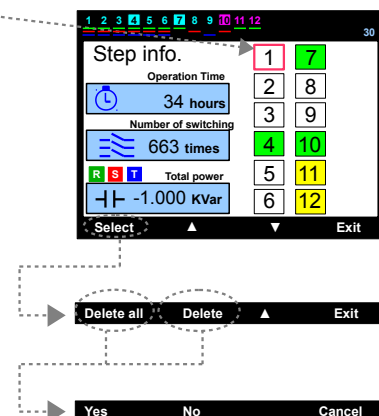 1 2 3 4 5 6 7 8 9 10 11 12
30
Step info.
Operation Time
34 hours
Number of switching
663 times
R S T Total power
-1.000 KVar
1 7
2 8
3 9
4 10
5 11
6 12
Select ▲ ▼ Exit
Delete all Delete ▲ Exit
Yes No Cancel